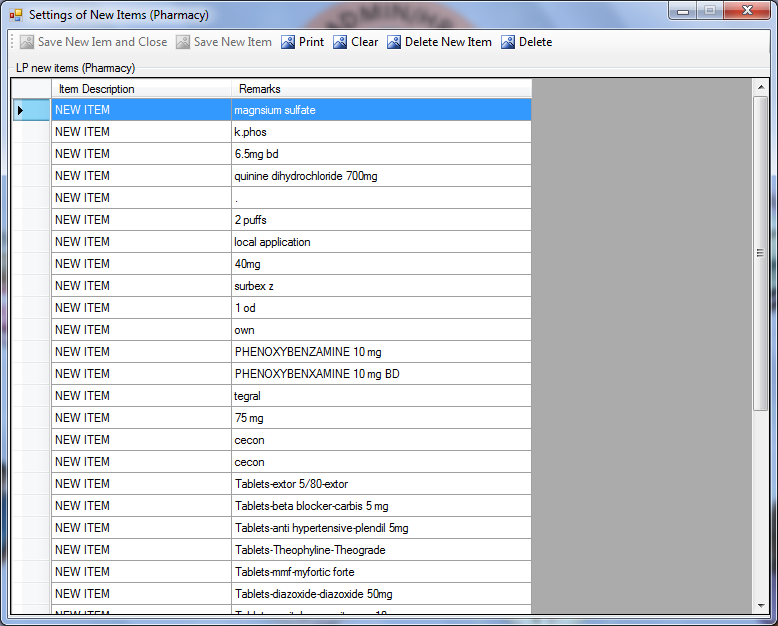 Settings of New Items (Pharmacy)
ADMIN/HR
Save New Iem and Close Save New Item Print Clear Delete New Item Delete
LP new items (Pharmacy)
Item Description Remarks
NEW ITEM magnsium sulfate
NEW ITEM k.phos
NEW ITEM 6.5mg bd
NEW ITEM quinine dihydrochloride 700mg
NEW ITEM .
NEW ITEM 2 puffs
NEW ITEM local application
NEW ITEM 40mg
NEW ITEM surbex z
NEW ITEM 1 od
NEW ITEM own
NEW ITEM PHENOXYBENZAMINE 10 mg
NEW ITEM PHENOXYBENXAMINE 10 mg BD
NEW ITEM tegral
NEW ITEM 75 mg
NEW ITEM cecon
NEW ITEM cecon
NEW ITEM Tablets-extor 5/80-extor
NEW ITEM Tablets-beta blocker-carbis 5 mg
NEW ITEM Tablets-anti hypertensive-plendil 5mg
NEW ITEM Tablets-Theophyline-Theograde
NEW ITEM Tablets-mmf-myfortic forte
NEW ITEM Tablets-diazoxide-diazoxide 50mg
NEW ITEM